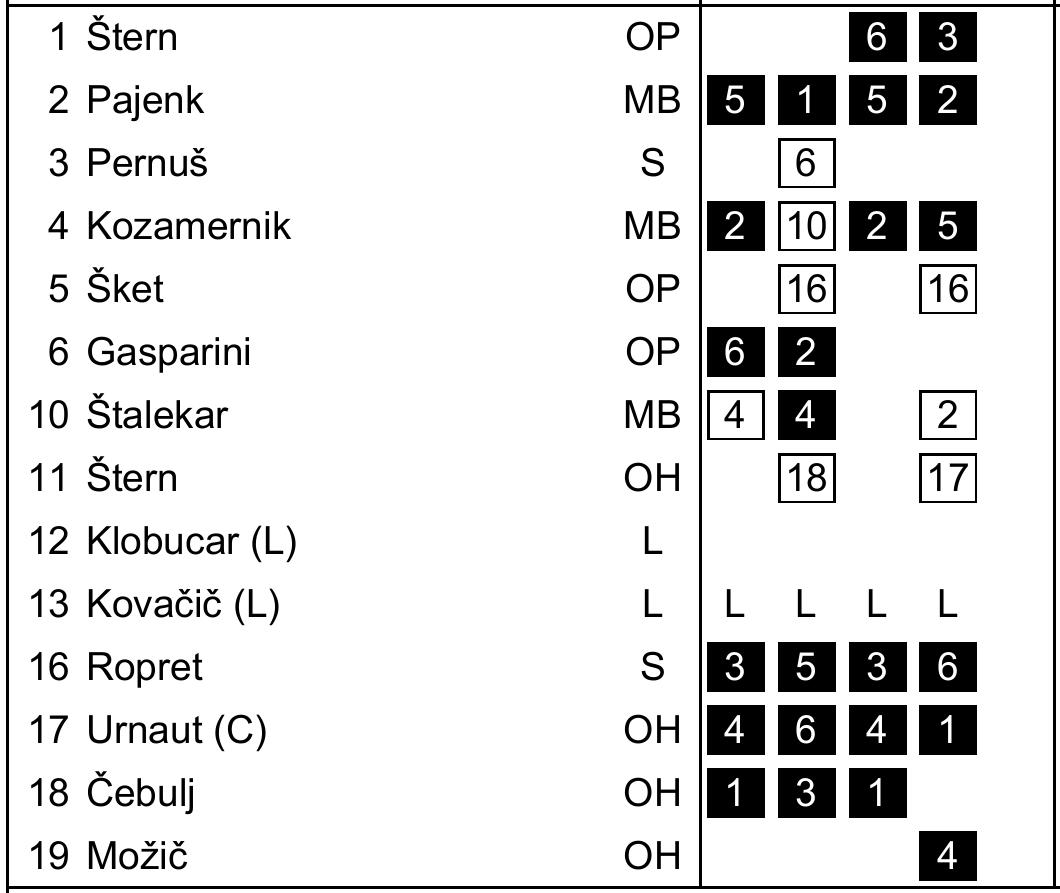 1 Štern OP 6 3
2 Pajenk MB 5 1 5 2
3 Pernuš S 6
4 Kozamernik MB 2 10 2 5
5 Šket OP 16 16
6 Gasparini OP 6 2
10 Štalekar MB 4 4 2
11 Štern OH 18 17
12 Klobucar (L) L
13 Kovačič (L) L L L L L
16 Ropret S 3 5 3 6
17 Urnaut (C) OH 4 6 4 1
18 Čebulj OH 1 3 1
19 Možič OH 4